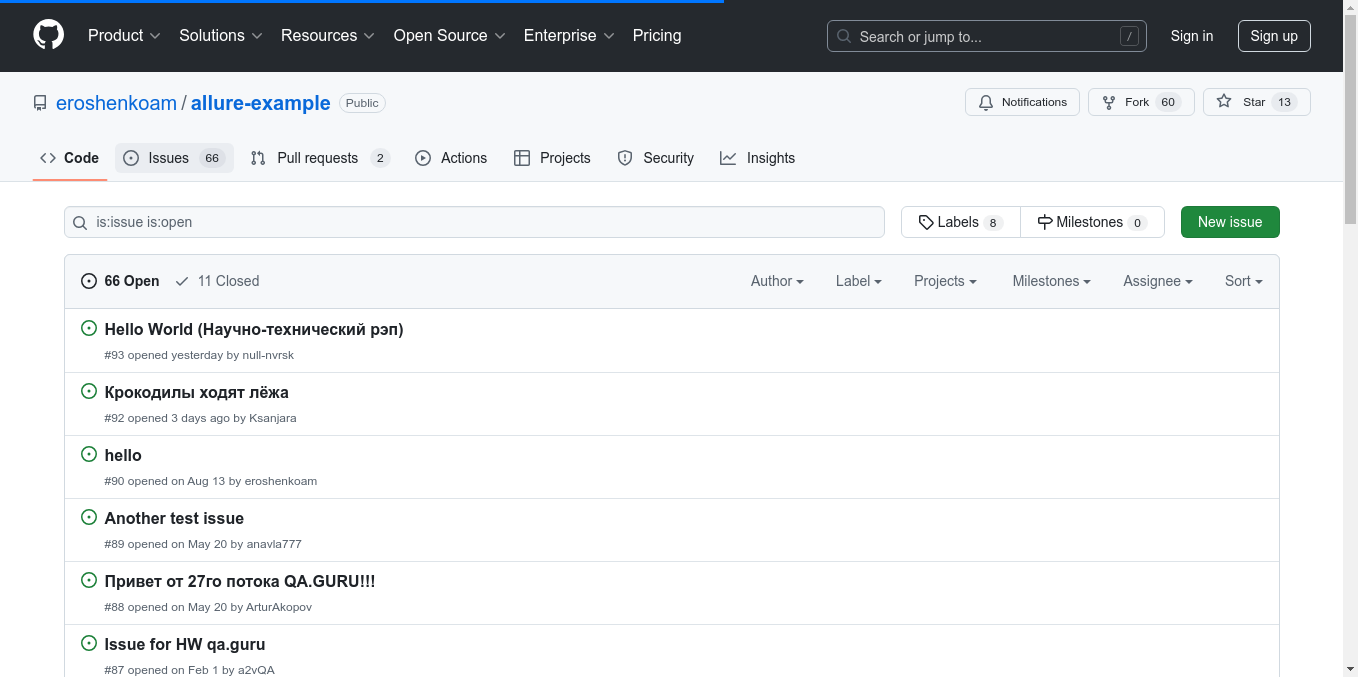 Product Solutions Resources Open Source Enterprise Pricing Search or jump to... / Sign in Sign up
eroshenkoam / allure-example Public Notifications Fork 60 Star 13
Code Issues 66 Pull requests 2 Actions Projects Security Insights
is:issue is:open Labels 8 Milestones 0 New issue
66 Open 11 Closed Author Label Projects Milestones Assignee Sort
Hello World (Научно-технический рэп)
#93 opened yesterday by null-nvrsk
Крокодилы ходят лёжа
#92 opened 3 days ago by Ksanjara
hello
#90 opened on Aug 13 by eroshenkoam
Another test issue
#89 opened on May 20 by anavla777
Привет от 27го потока QA.GURU!!!
#88 opened on May 20 by ArturAkopov
Issue for HW qa.guru
#87 opened on Feb 1 by a2vQA